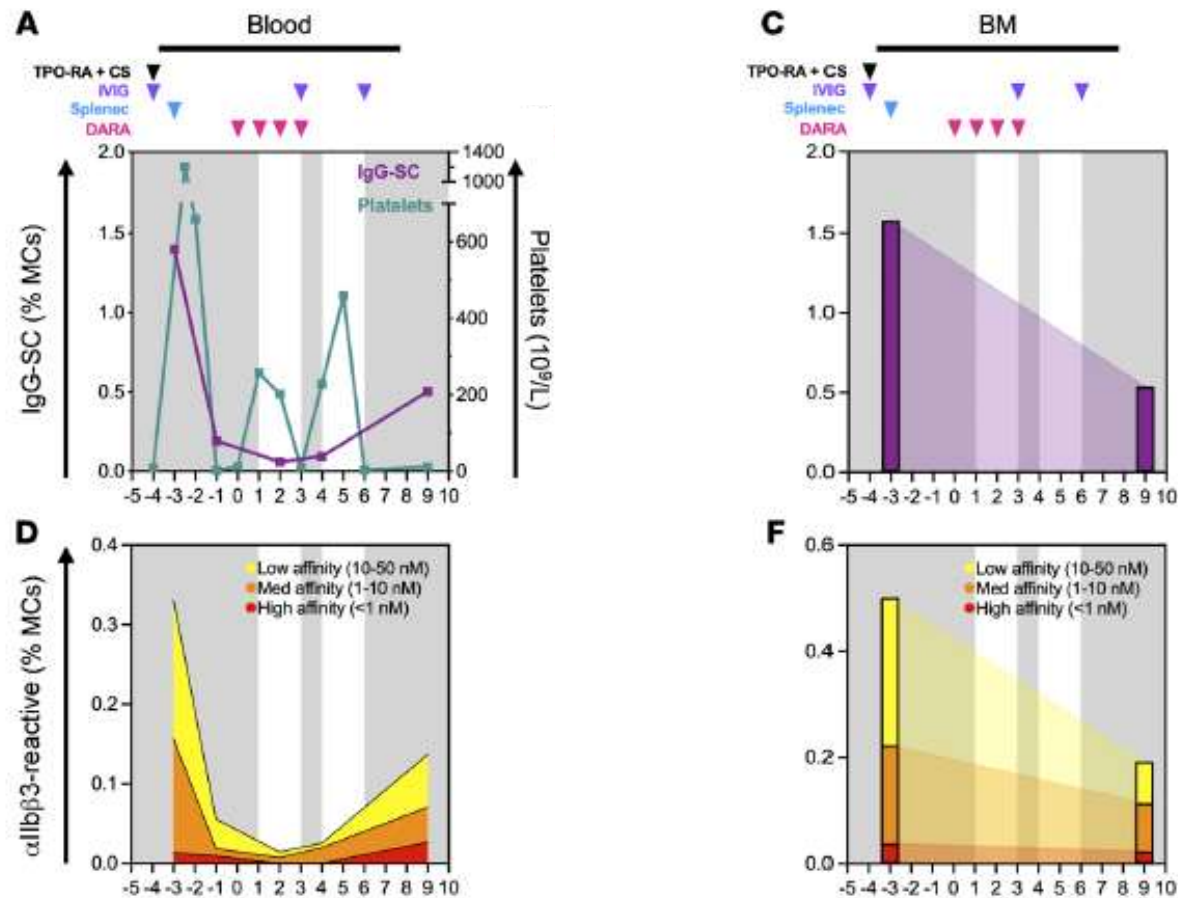 A
Blood
TPO-RA + CS
IVIG
Splenec
DARA
IgG-SC (% MCs)
2.0
1.5
1.0
0.5
0.0
IgG-SC
Platelets
1400
1000
600
400
200
0
Platelets (10⁹/L)
-5 -4 -3 -2 -1 0 1 2 3 4 5 6 7 8 9 10
C
BM
TPO-RA + CS
IVIG
Splenec
DARA
2.0
1.5
1.0
0.5
0.0
-5 -4 -3 -2 -1 0 1 2 3 4 5 6 7 8 9 10
D
αIIbβ3-reactive (% MCs)
0.4
0.3
0.2
0.1
0.0
Low affinity (10-50 nM)
Med affinity (1-10 nM)
High affinity (<1 nM)
-5 -4 -3 -2 -1 0 1 2 3 4 5 6 7 8 9 10
F
0.6
0.4
0.2
0.0
Low affinity (10-50 nM)
Med affinity (1-10 nM)
High affinity (<1 nM)
-5 -4 -3 -2 -1 0 1 2 3 4 5 6 7 8 9 10